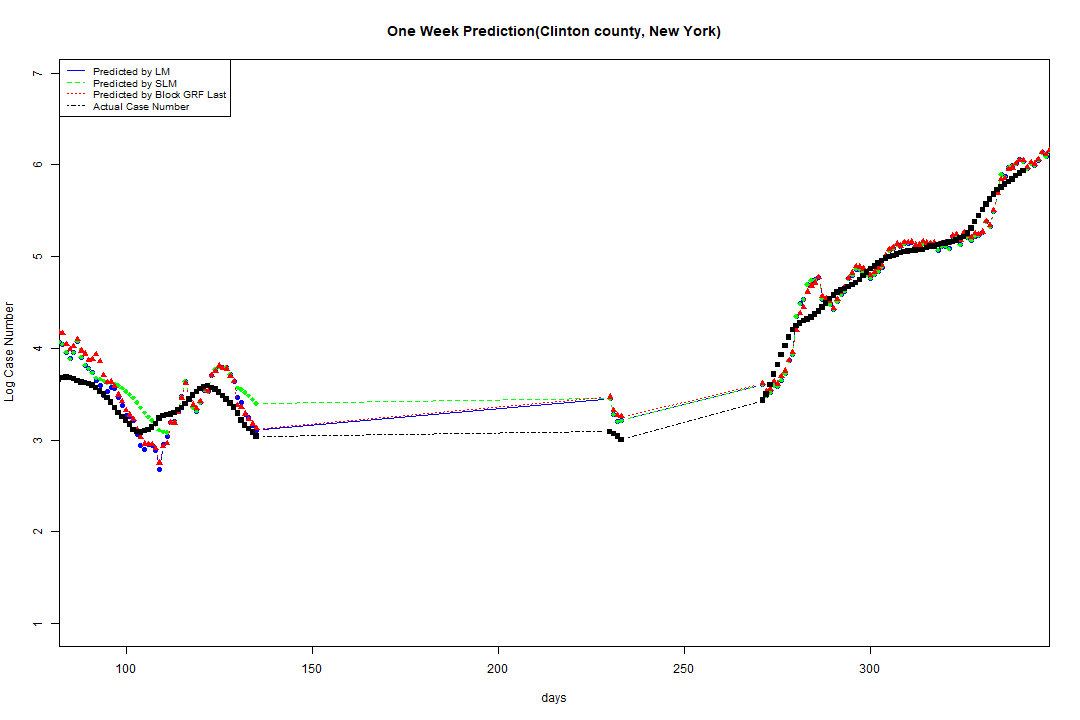 One Week Prediction(Clinton county, New York)
Predicted by LM
Predicted by SLM
Predicted by Block GRF Last
Actual Case Number
7
6
5
4
3
2
1
Log Case Number
100 150 200 250 300
days